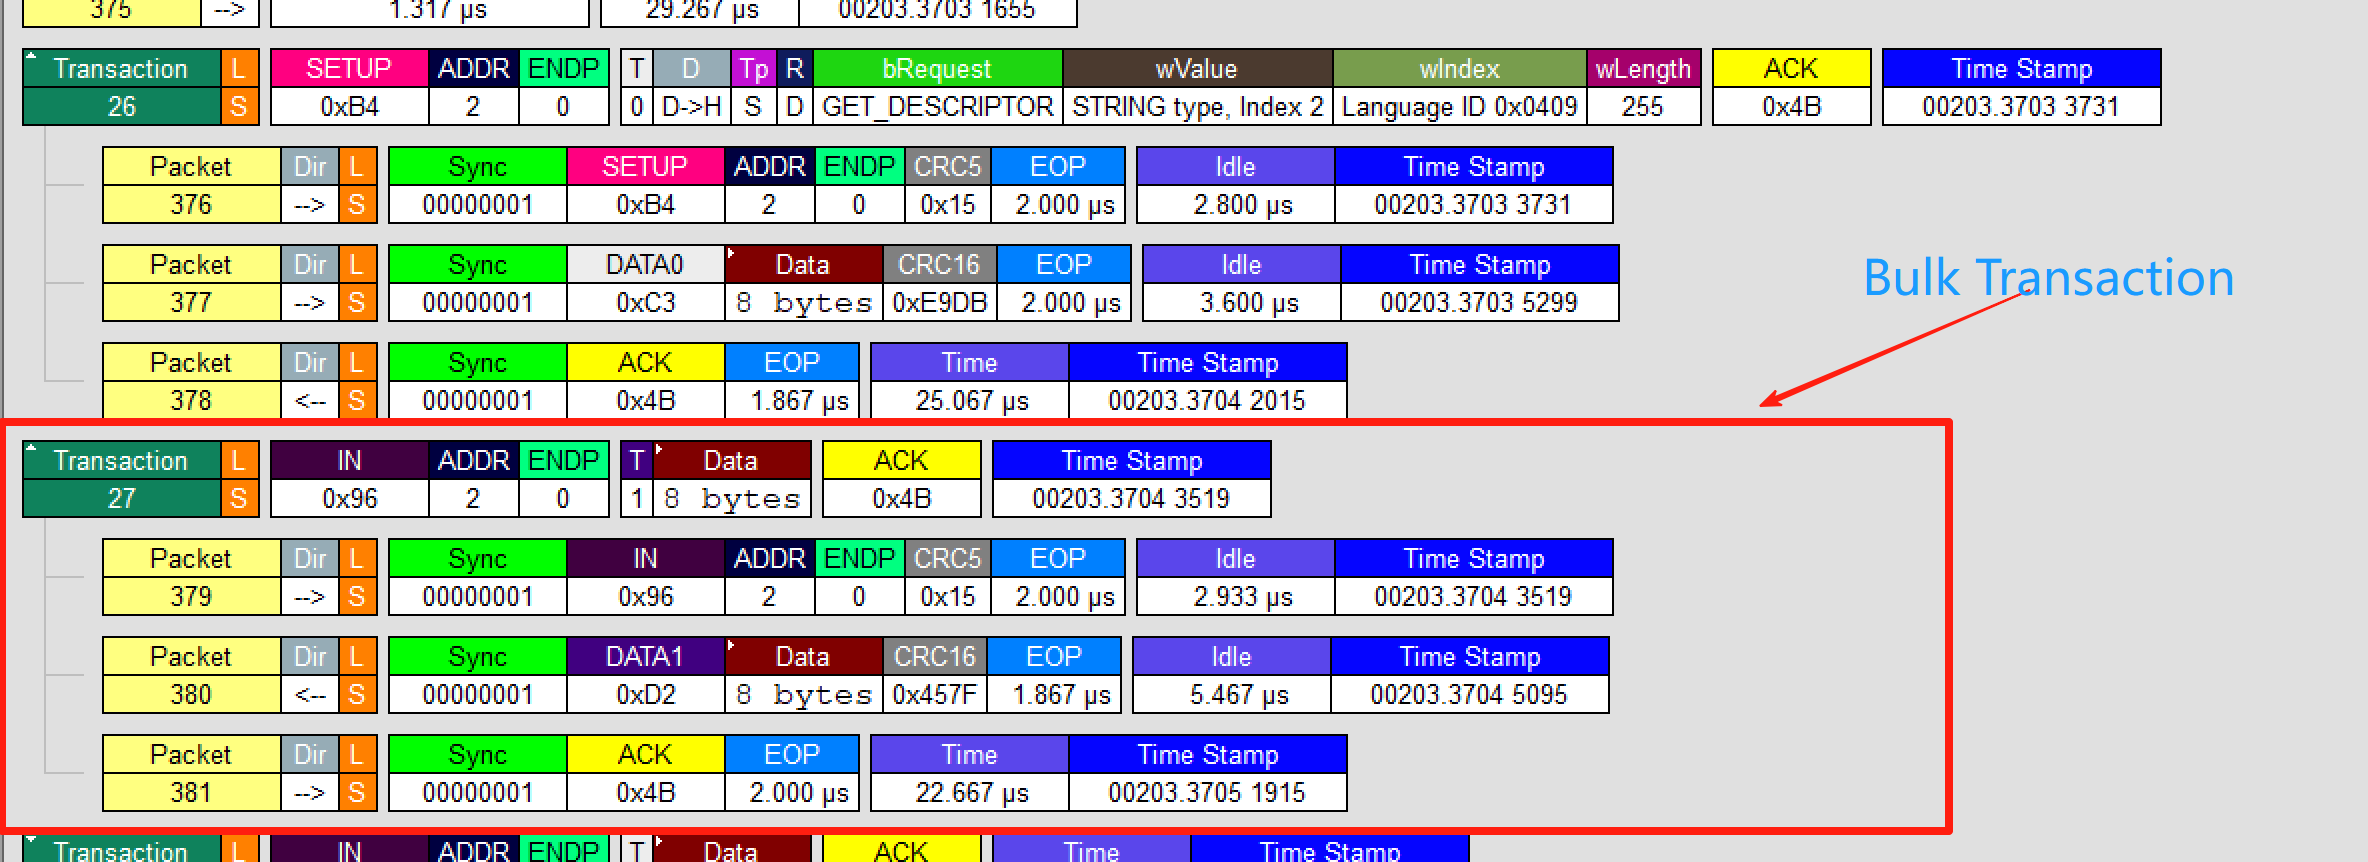 375 --> 1.317 µs 29.267 µs 00203.3703 1655
Transaction L SETUP ADDR ENDP T D Tp R bRequest wValue wIndex wLength ACK Time Stamp
26 S 0xB4 2 0 0 D->H S D GET_DESCRIPTOR STRING type, Index 2 Language ID 0x0409 255 0x4B 00203.3703 3731
Packet Dir L Sync SETUP ADDR ENDP CRC5 EOP Idle Time Stamp
376 --> S 00000001 0xB4 2 0 0x15 2.000 µs 2.800 µs 00203.3703 3731
Packet Dir L Sync DATA0 Data CRC16 EOP Idle Time Stamp
377 --> S 00000001 0xC3 8 bytes 0xE9DB 2.000 µs 3.600 µs 00203.3703 5299
Bulk Transaction
Packet Dir L Sync ACK EOP Time Time Stamp
378 <-- S 00000001 0x4B 1.867 µs 25.067 µs 00203.3704 2015
Transaction L IN ADDR ENDP T Data ACK Time Stamp
27 S 0x96 2 0 1 8 bytes 0x4B 00203.3704 3519
Packet Dir L Sync IN ADDR ENDP CRC5 EOP Idle Time Stamp
379 --> S 00000001 0x96 2 0 0x15 2.000 µs 2.933 µs 00203.3704 3519
Packet Dir L Sync DATA1 Data CRC16 EOP Idle Time Stamp
380 <-- S 00000001 0xD2 8 bytes 0x457F 1.867 µs 5.467 µs 00203.3704 5095
Packet Dir L Sync ACK EOP Time Time Stamp
381 --> S 00000001 0x4B 2.000 µs 22.667 µs 00203.3705 1915
Transaction L IN ADDR ENDP T Data ACK Time Time Stamp